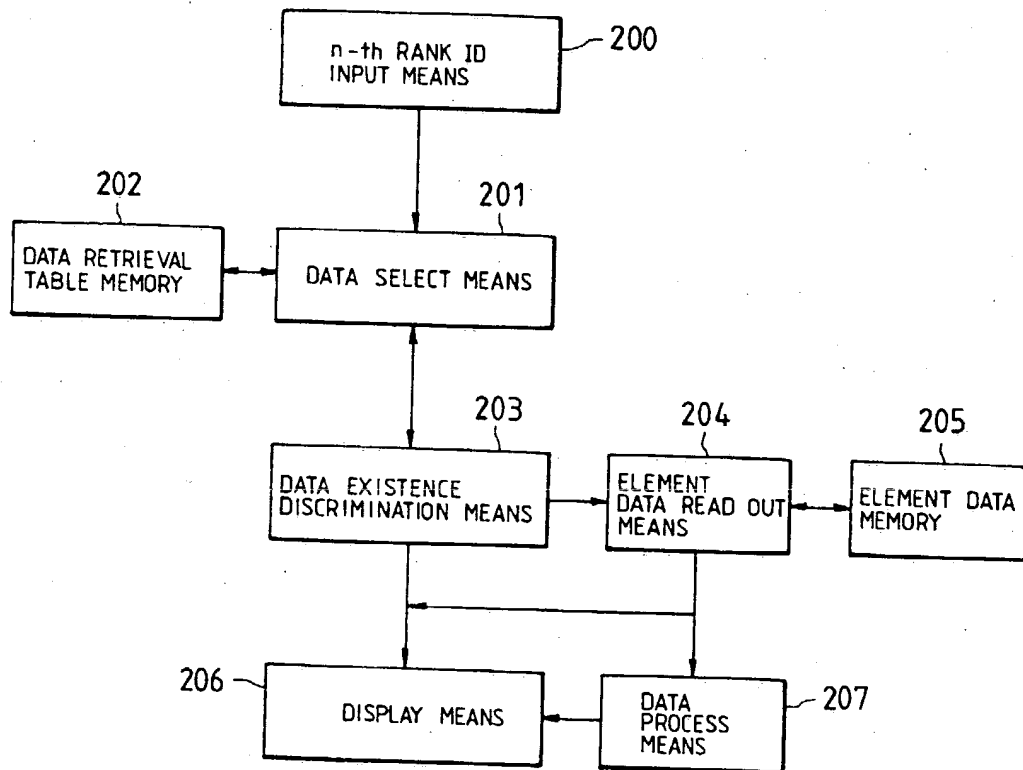 n-th RANK ID
INPUT MEANS
200
202
201
DATA RETRIEVAL
TABLE MEMORY
DATA SELECT MEANS
203
204
205
DATA EXISTENCE
DISCRIMINATION MEANS
ELEMENT
DATA READ OUT
MEANS
ELEMENT DATA
MEMORY
206
DISPLAY MEANS
DATA
PROCESS
MEANS
207